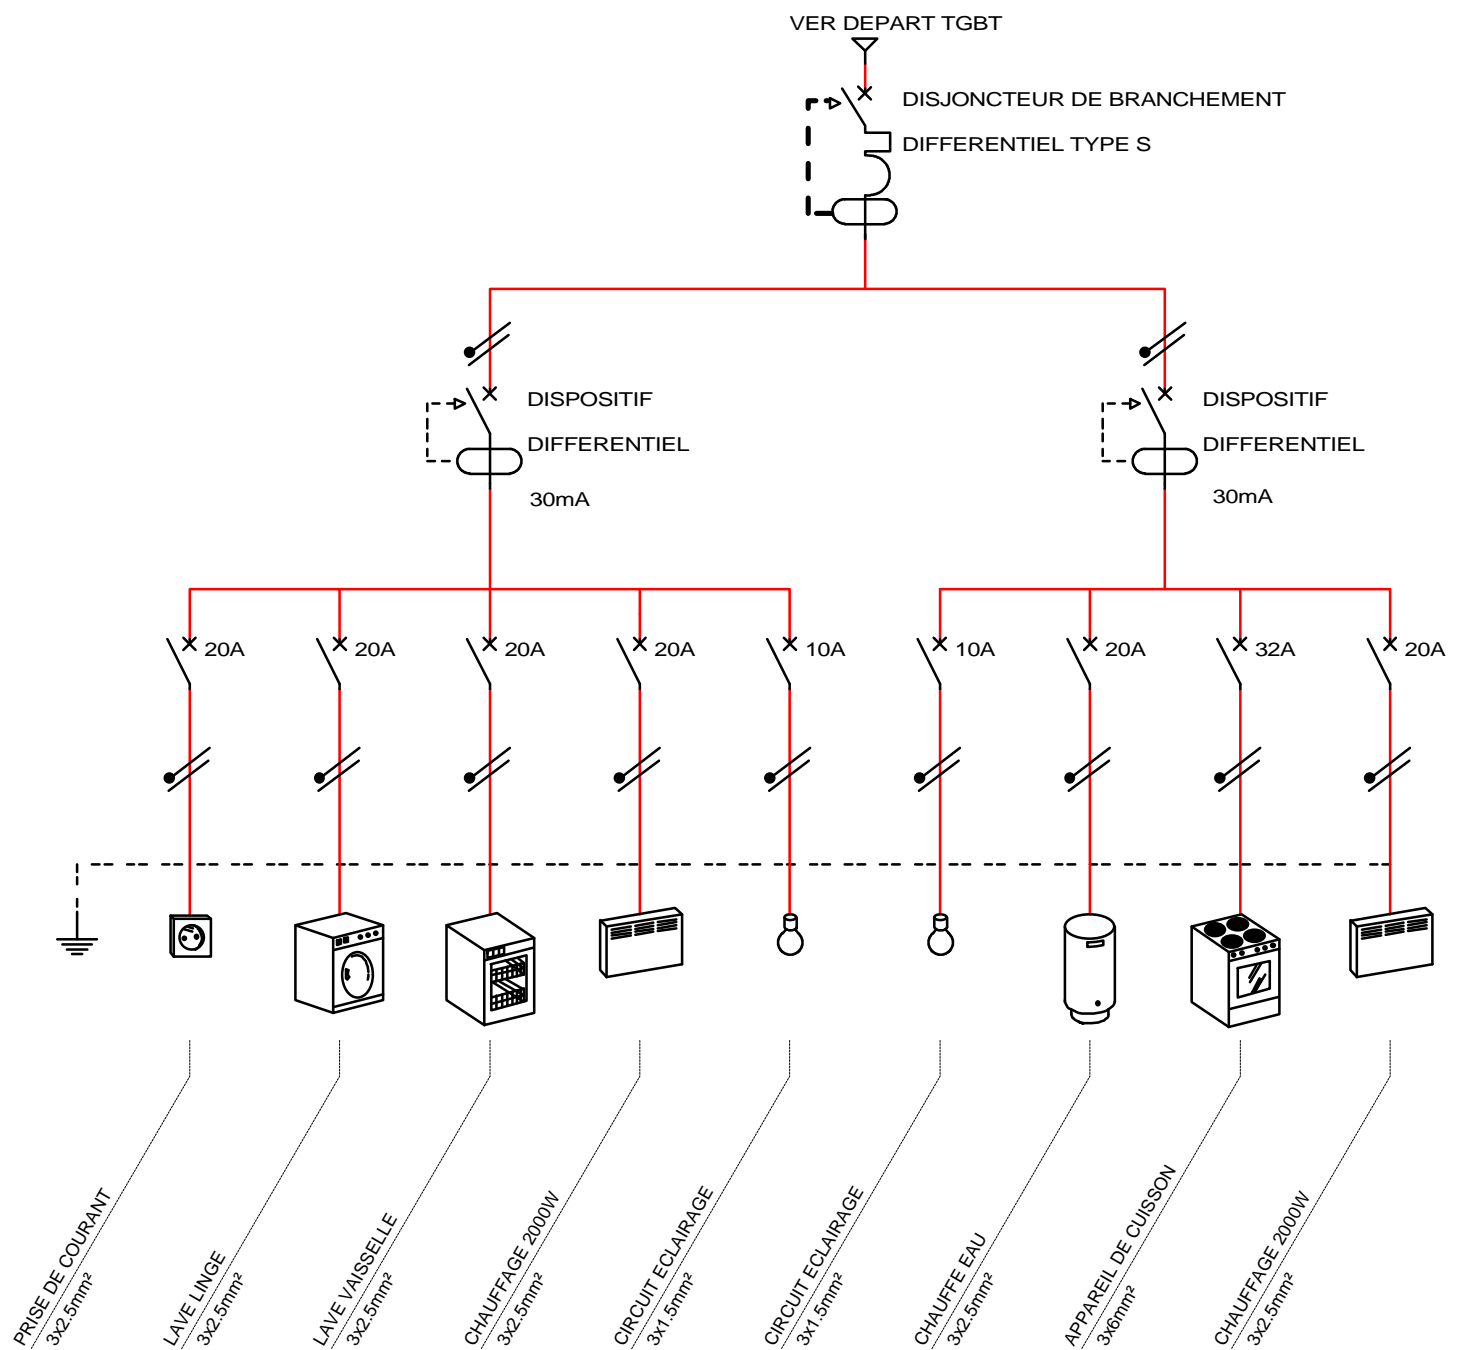 VER DEPART TGBT
DISJONCTEUR DE BRANCHEMENT
DIFFERENTIEL TYPE S
DISPOSITIF
DIFFERENTIEL
30mA
DISPOSITIF
DIFFERENTIEL
30mA
20A
20A
20A
20A
10A
10A
20A
32A
20A
PRISE DE COURANT
3x2.5mm²
LAVE LINGE
3x2.5mm²
LAVE VAISSELLE
3x2.5mm²
CHAUFFAGE 2000W
3x2.5mm²
CIRCUIT ECLAIRAGE
3x1.5mm²
CIRCUIT ECLAIRAGE
3x1.5mm²
CHAUFFE EAU
3x2.5mm²
APPAREIL DE CUISSON
3x6mm²
CHAUFFAGE 2000W
3x2.5mm²